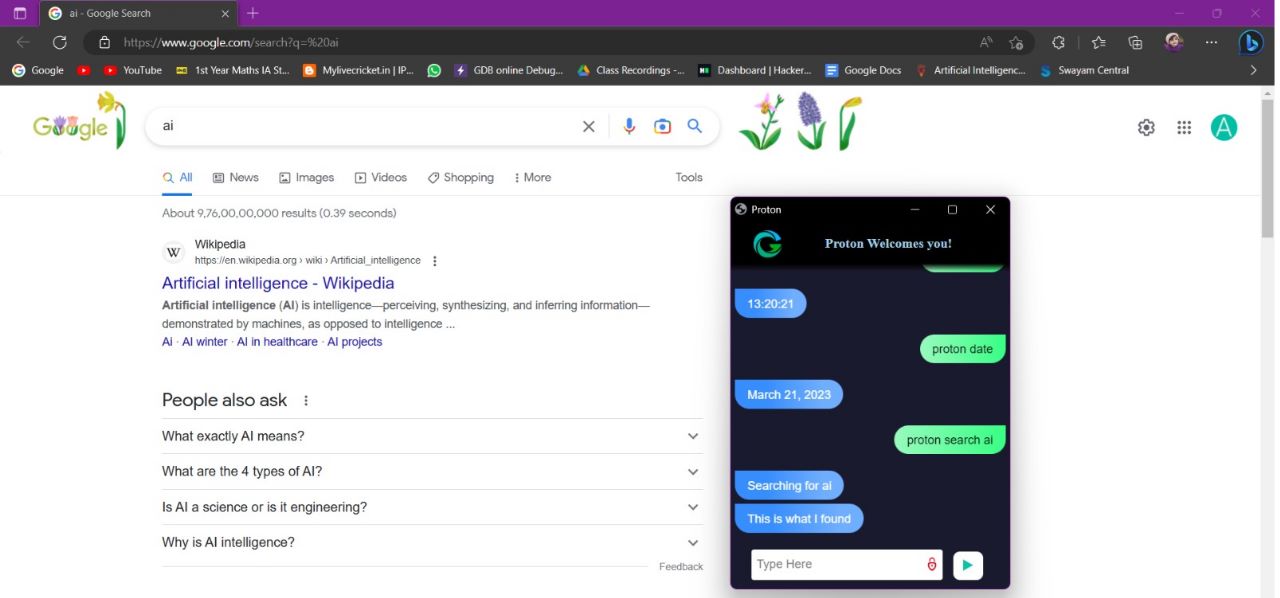 ai - Google Search
https://www.google.com/search?q=%20ai
Google
YouTube
1st Year Maths IA St...
Mylivecricket.in | IP...
GDB online Debug...
Class Recordings -...
Dashboard | Hacker...
Google Docs
Artificial Intelligenc...
Swayam Central
Google
ai
A
All
News
Images
Videos
Shopping
More
Tools
About 9,76,00,00,000 results (0.39 seconds)
W
Wikipedia
https://en.wikipedia.org › wiki › Artificial_intelligence
Artificial intelligence - Wikipedia
Artificial intelligence (AI) is intelligence—perceiving, synthesizing, and inferring information—
demonstrated by machines, as opposed to intelligence ...
Ai · AI winter · AI in healthcare · AI projects
People also ask
What exactly AI means?
What are the 4 types of AI?
Is AI a science or is it engineering?
Why is AI intelligence?
Feedback
Proton
Proton Welcomes you!
13:20:21
proton date
March 21, 2023
proton search ai
Searching for ai
This is what I found
Type Here